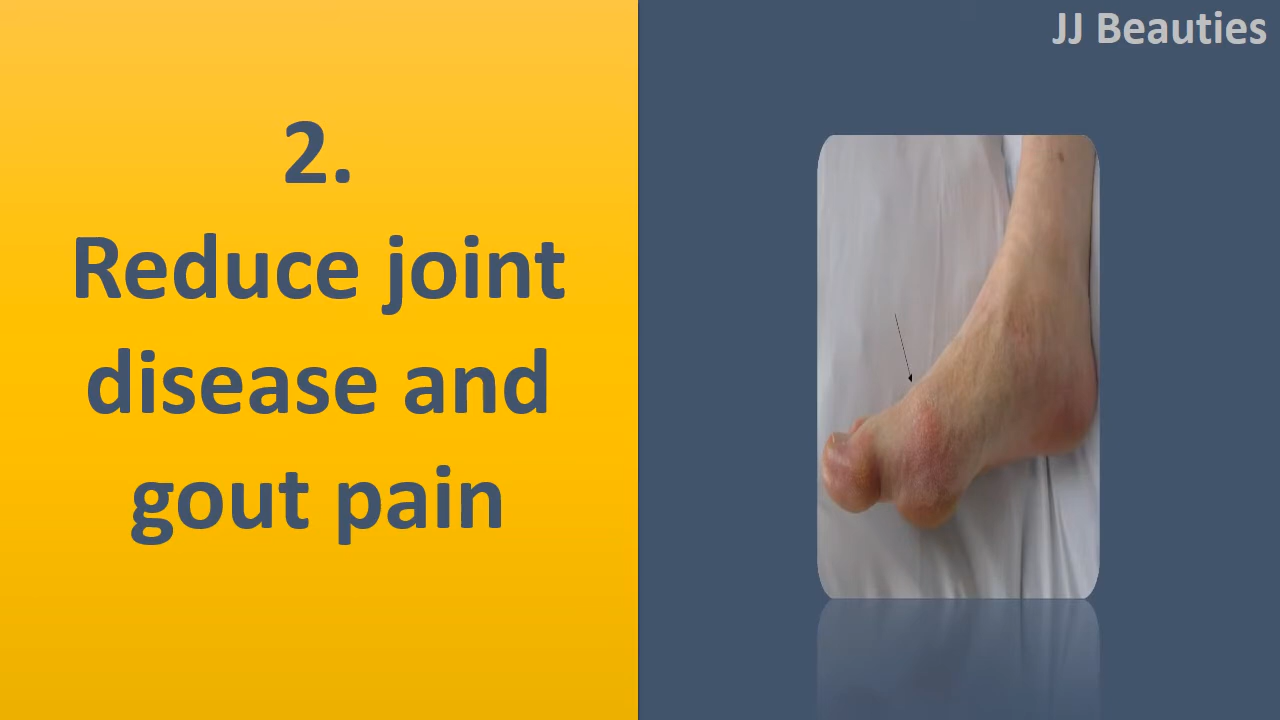 JJ Beauties
2.
Reduce joint
disease and
gout pain